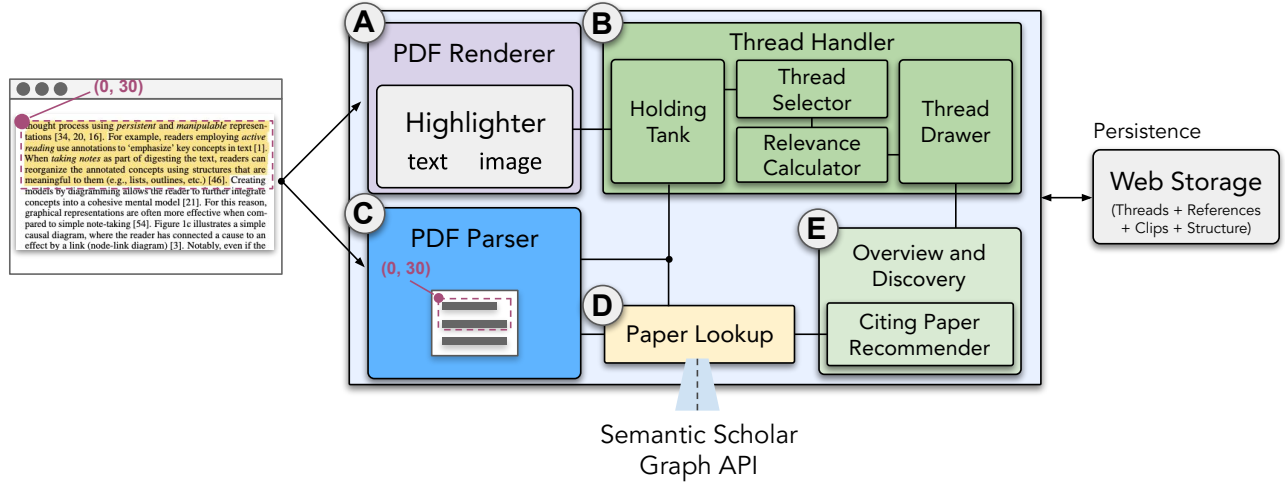 (0, 30)
thought process using persistent and manipulable represen-
tations [34, 20, 16]. For example, readers employing active
reading use annotations to ‘emphasize’ key concepts in text [1].
When taking notes as part of digesting the text, readers can
reorganize the annotated concepts using structures that are
meaningful to them (e.g., lists, outlines, etc.) [46]. Creating
models by diagramming allows the reader to further integrate
concepts into a cohesive mental model [21]. For this reason,
graphical representations are often more effective when com-
pared to simple note-taking [54]. Figure 1c illustrates a simple
causal diagram, where the reader has connected a cause to an
effect by a link (node-link diagram) [3]. Notably, even if the
A
PDF Renderer
Highlighter
text image
B
Thread Handler
Holding
Tank
Thread
Selector
Relevance
Calculator
Thread
Drawer
C
PDF Parser
(0, 30)
D
Paper Lookup
E
Overview and
Discovery
Citing Paper
Recommender
Semantic Scholar
Graph API
Persistence
Web Storage
(Threads + References
+ Clips + Structure)